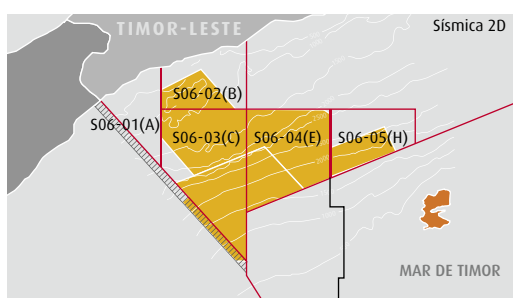 TIMOR-LESTE
Sísmica 2D
S06-02(B)
S06-01(A)
S06-03(C)
S06-04(E)
S06-05(H)
MAR DE TIMOR